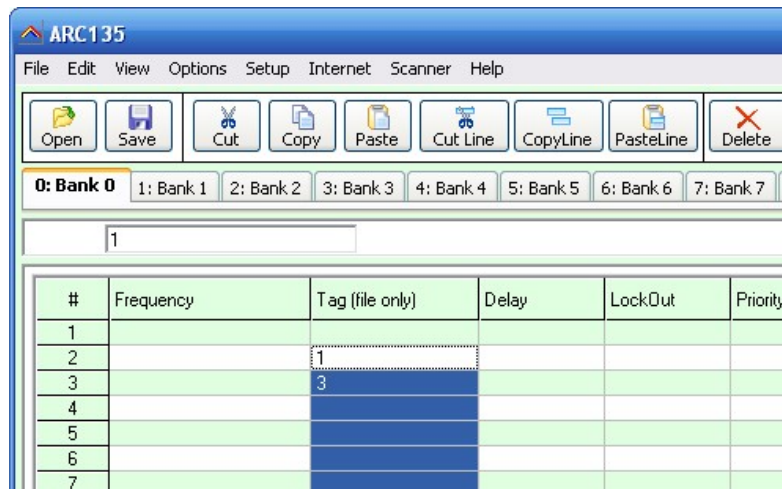 ARC135
File Edit View Options Setup Internet Scanner Help
Open Save Cut Copy Paste Cut Line CopyLine PasteLine Delete
0: Bank 0 1: Bank 1 2: Bank 2 3: Bank 3 4: Bank 4 5: Bank 5 6: Bank 6 7: Bank 7
1
# Frequency Tag (file only) Delay LockOut Priority
1
2 1
3 3
4
5
6
7